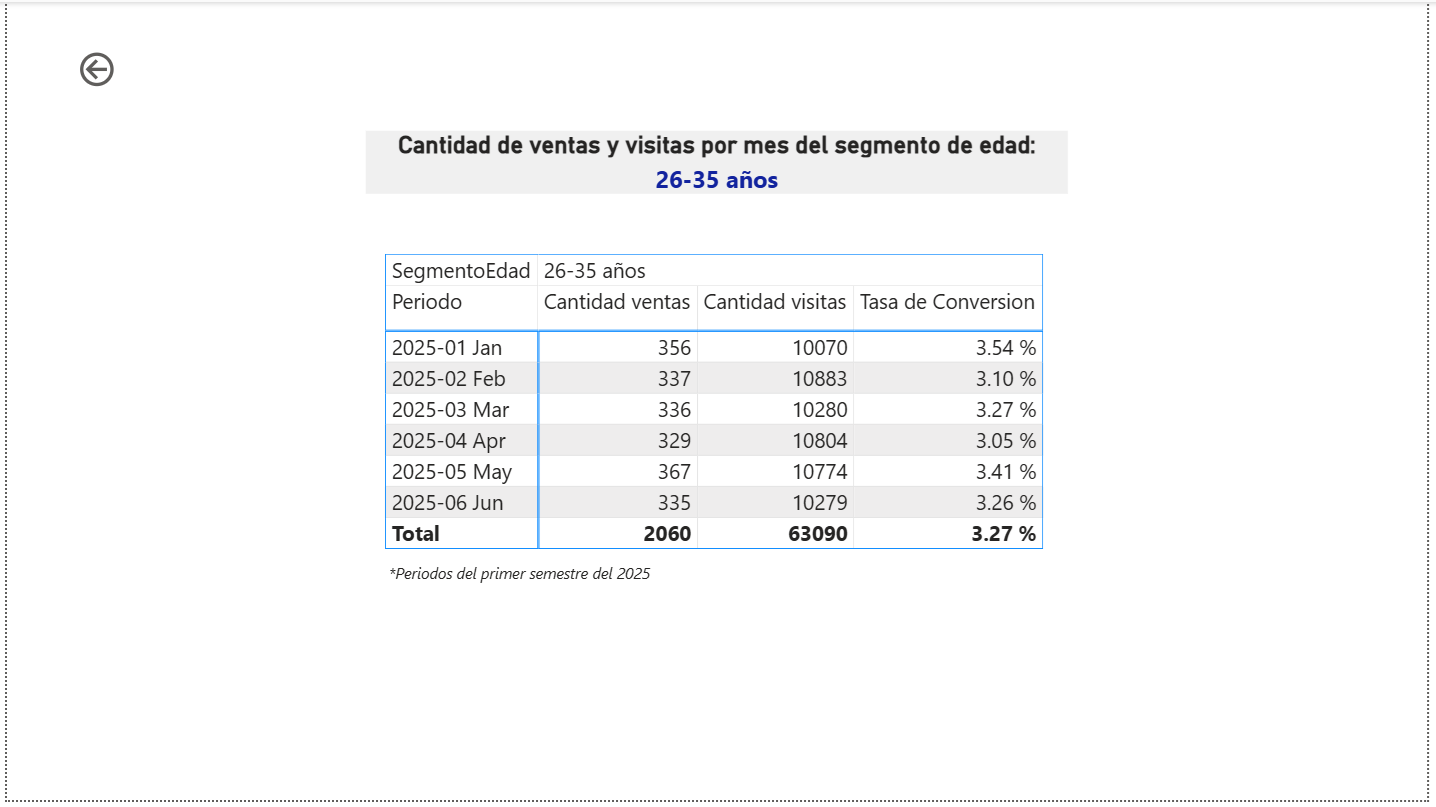 Cantidad de ventas y visitas por mes del segmento de edad:
26-35 años
SegmentoEdad 26-35 años
Periodo Cantidad ventas Cantidad visitas Tasa de Conversion
2025-01 Jan 356 10070 3.54 %
2025-02 Feb 337 10883 3.10 %
2025-03 Mar 336 10280 3.27 %
2025-04 Apr 329 10804 3.05 %
2025-05 May 367 10774 3.41 %
2025-06 Jun 335 10279 3.26 %
Total 2060 63090 3.27 %
*Periodos del primer semestre del 2025